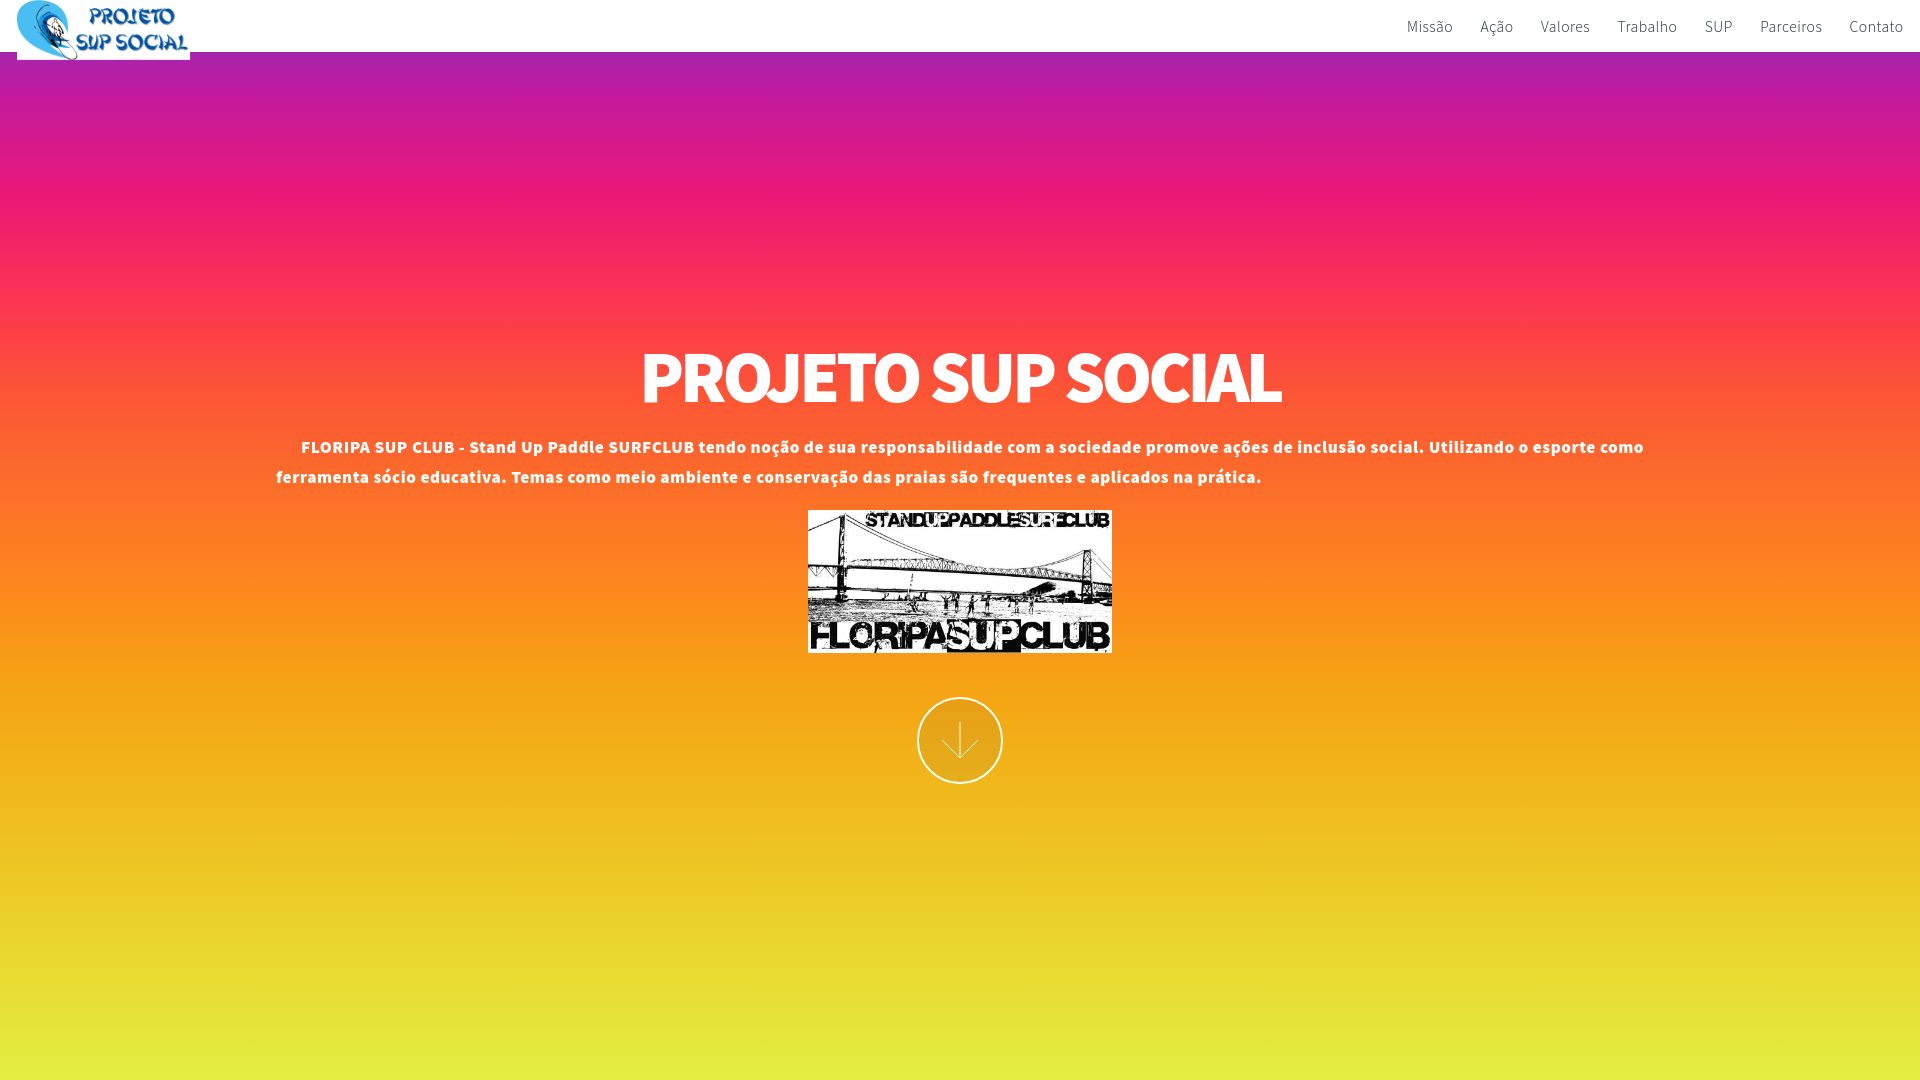 PROJETO
SUP SOCIAL
Missão Ação Valores Trabalho SUP Parceiros Contato
PROJETO SUP SOCIAL
FLORIPA SUP CLUB - Stand Up Paddle SURFCLUB tendo noção de sua responsabilidade com a sociedade promove ações de inclusão social. Utilizando o esporte como
ferramenta sócio educativa. Temas como meio ambiente e conservação das praias são frequentes e aplicados na prática.
STANDUPPADDLESURFCLUB
FLORIPASUPCLUB